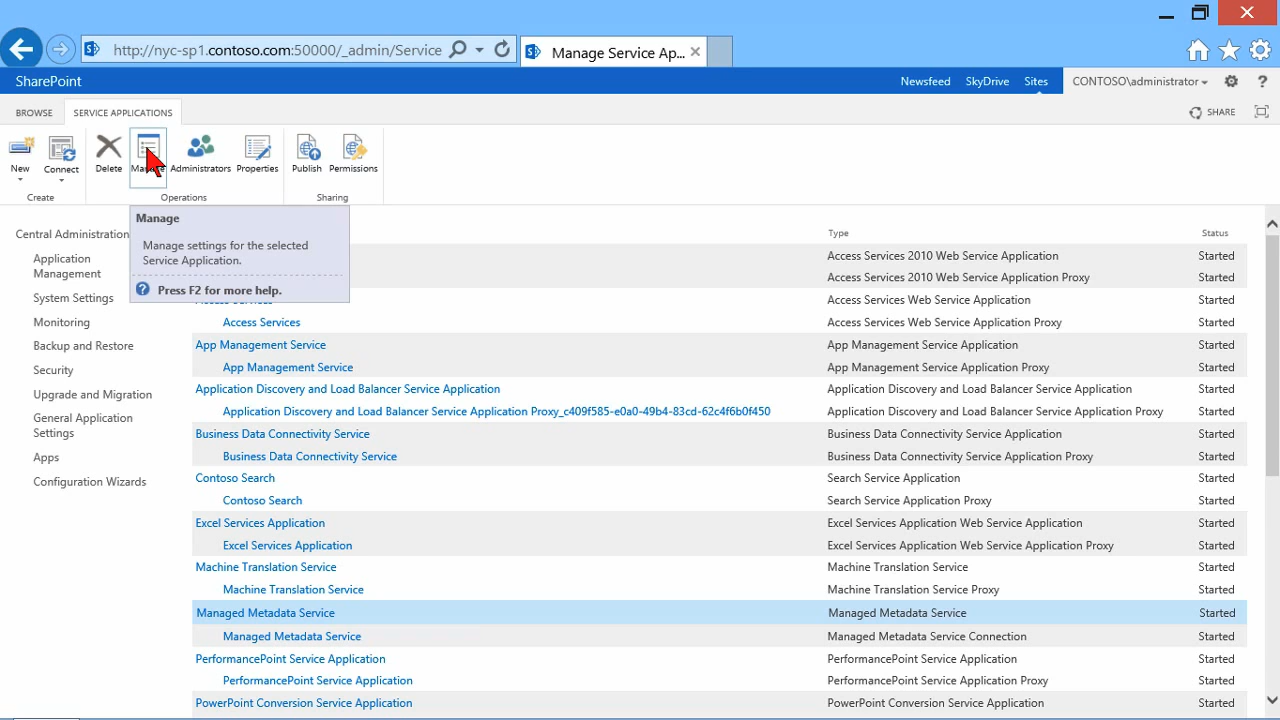 http://nyc-sp1.contoso.com:50000/_admin/Service
Manage Service Ap...
SharePoint
Newsfeed SkyDrive Sites CONTOSO\administrator
BROWSE SERVICE APPLICATIONS SHARE
New Connect Delete Administrators Properties Publish Permissions
Create Operations Sharing
Manage
Manage settings for the selected
Service Application.
Press F2 for more help.
Central Administration
Application
Management
System Settings
Monitoring
Backup and Restore
Security
Upgrade and Migration
General Application
Settings
Apps
Configuration Wizards
Type Status
Access Services 2010 Web Service Application Started
Access Services 2010 Web Service Application Proxy Started
Access Services Web Service Application Started
Access Services Access Services Web Service Application Proxy Started
App Management Service App Management Service Application Started
App Management Service App Management Service Application Proxy Started
Application Discovery and Load Balancer Service Application Application Discovery and Load Balancer Service Application Started
Application Discovery and Load Balancer Service Application Proxy_c409f585-e0a0-49b4-83cd-62c4f6b0f450 Application Discovery and Load Balancer Service Application Proxy Started
Business Data Connectivity Service Business Data Connectivity Service Application Started
Business Data Connectivity Service Business Data Connectivity Service Application Proxy Started
Contoso Search Search Service Application Started
Contoso Search Search Service Application Proxy Started
Excel Services Application Excel Services Application Web Service Application Started
Excel Services Application Excel Services Application Web Service Application Proxy Started
Machine Translation Service Machine Translation Service Started
Machine Translation Service Machine Translation Service Proxy Started
Managed Metadata Service Managed Metadata Service Started
Managed Metadata Service Managed Metadata Service Connection Started
PerformancePoint Service Application PerformancePoint Service Application Started
PerformancePoint Service Application PerformancePoint Service Application Proxy Started
PowerPoint Conversion Service Application PowerPoint Conversion Service Application Started